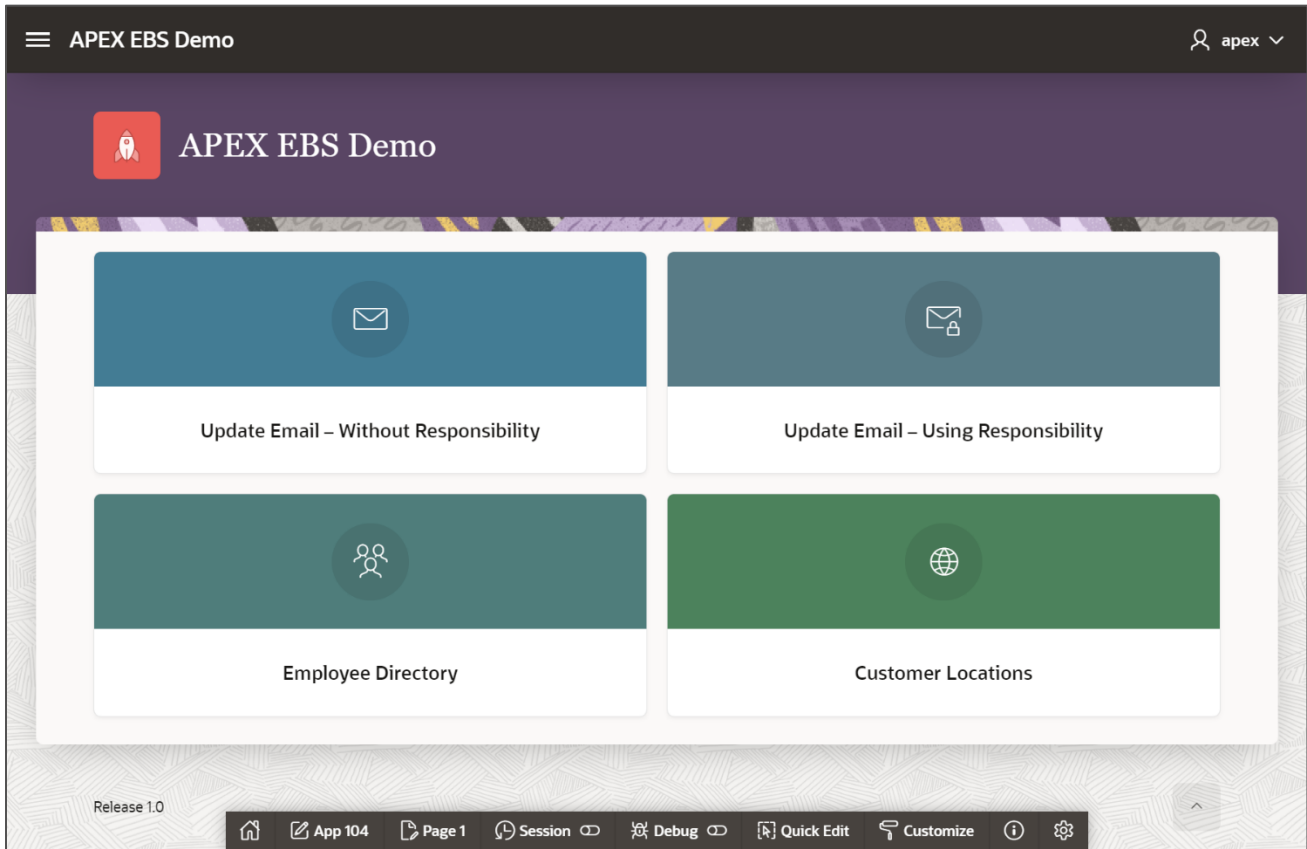 APEX EBS Demo
apex
APEX EBS Demo
Update Email – Without Responsibility
Update Email – Using Responsibility
Employee Directory
Customer Locations
Release 1.0
App 104 Page 1 Session Debug Quick Edit Customize